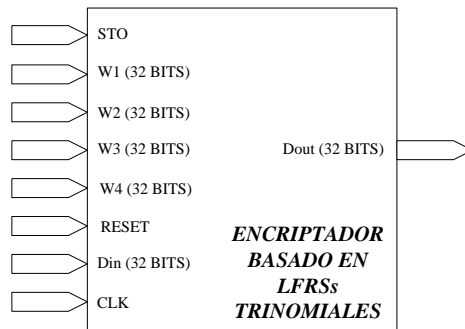 STO
W1 (32 BITS)
W2 (32 BITS)
W3 (32 BITS)
Dout (32 BITS)
W4 (32 BITS)
RESET
Din (32 BITS)
CLK
ENCRIPTADOR
BASADO EN
LFRSs
TRINOMIALES